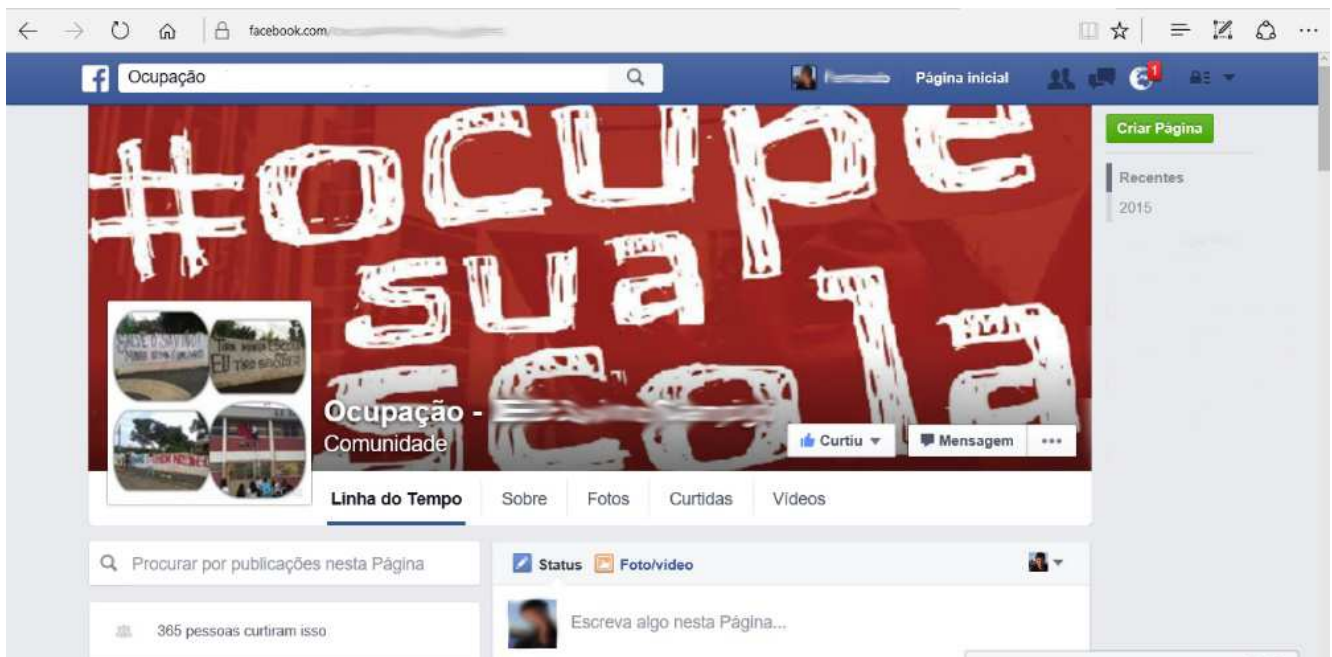 facebook.com/
f
Ocupação
Página inicial
1
#ocupe
sua
escola
Criar Página
Recentes
2015
Ocupação -
Comunidade
Curtiu
Mensagem
Linha do Tempo
Sobre
Fotos
Curtidas
Vídeos
Procurar por publicações nesta Página
Status
Foto/vídeo
Escreva algo nesta Página...
365 pessoas curtiram isso